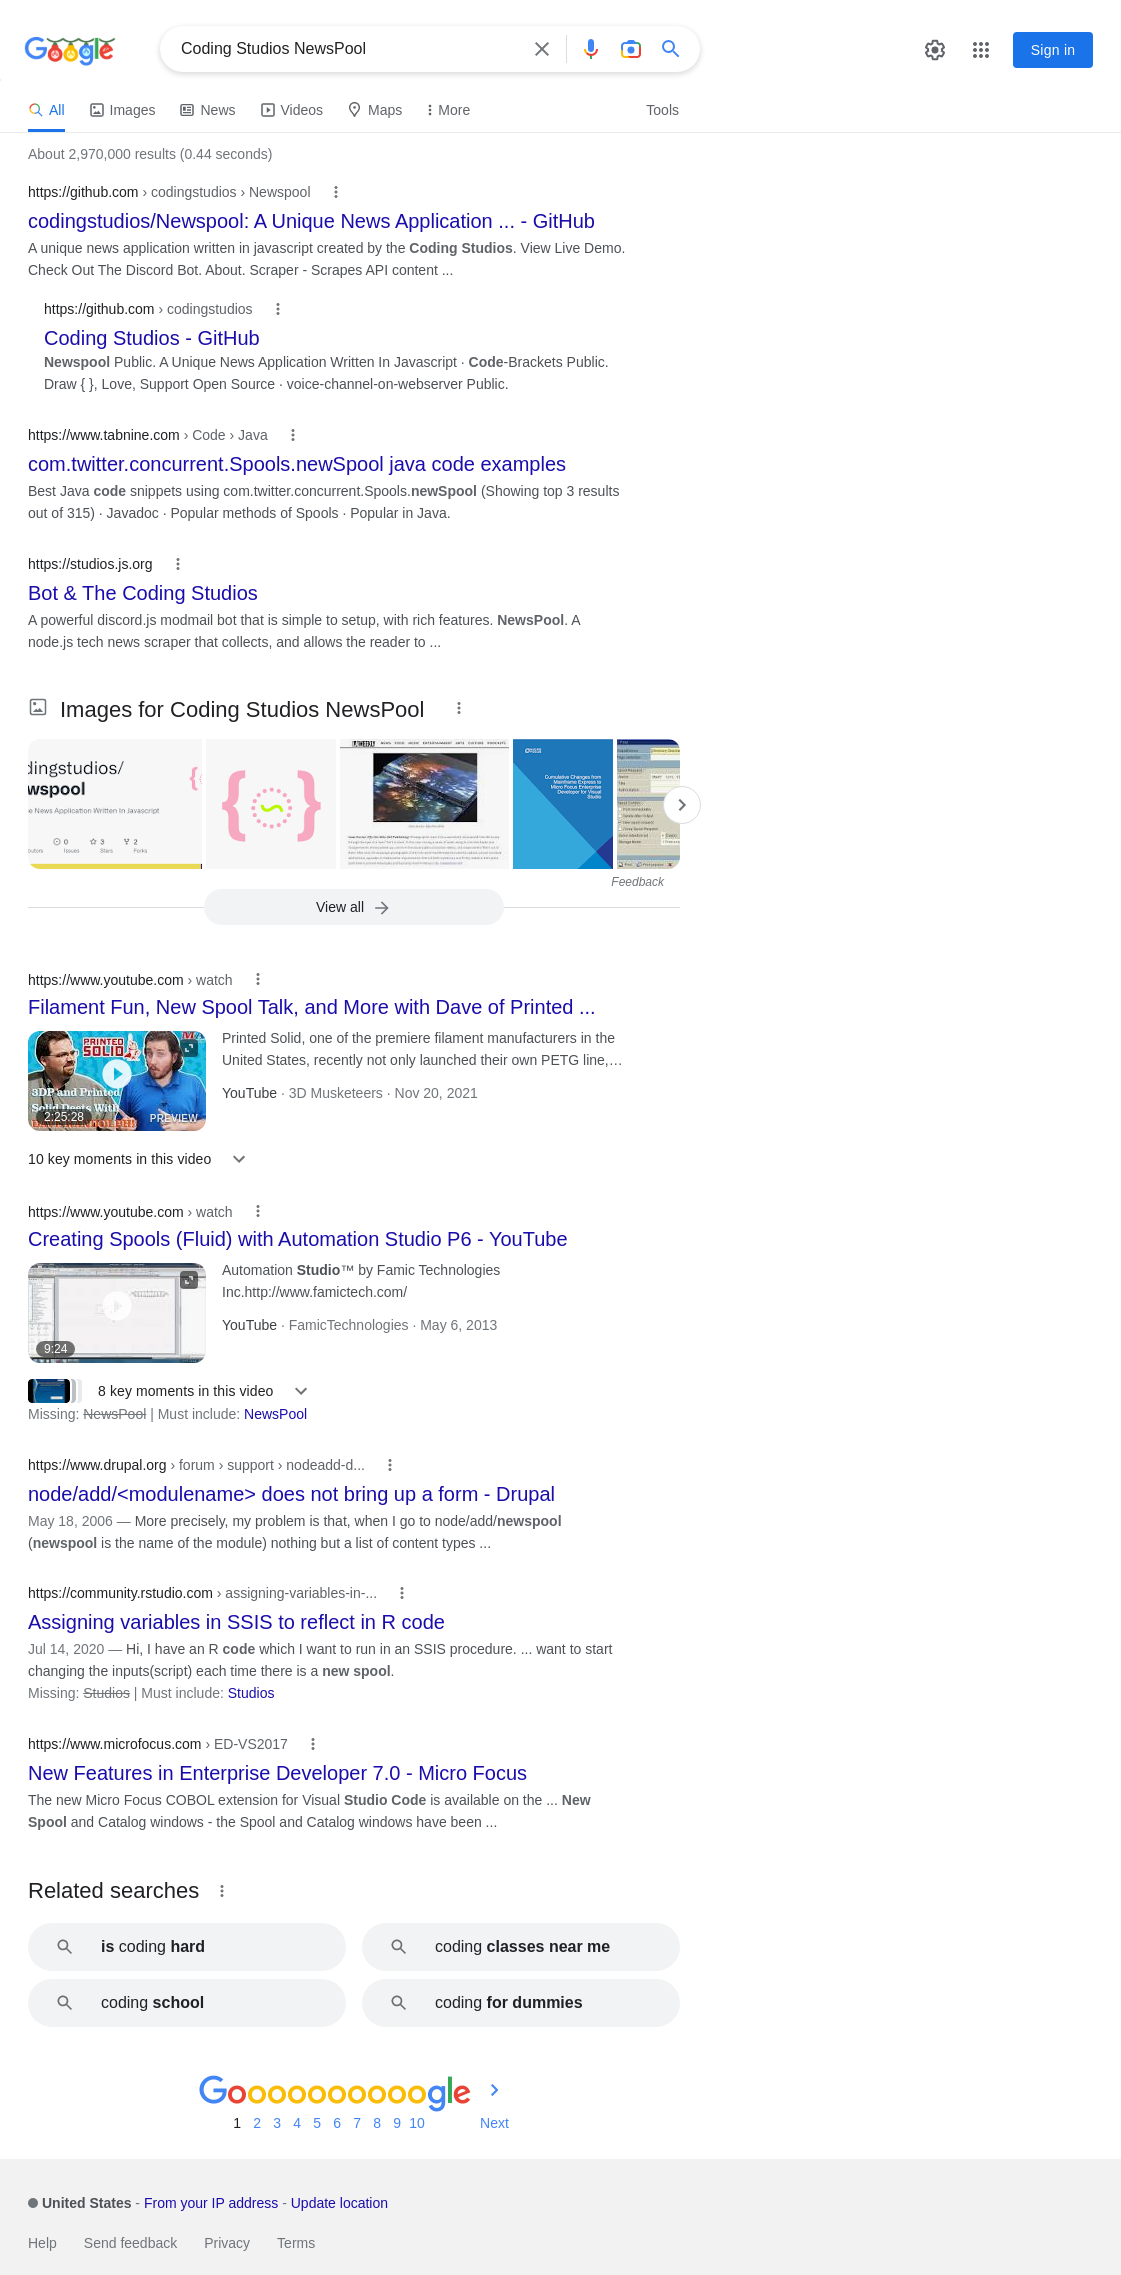 Google
Coding Studios NewsPool
Sign in
All
Images
News
Videos
Maps
More
Tools
About 2,970,000 results (0.44 seconds)
https://github.com › codingstudios › Newspool
codingstudios/Newspool: A Unique News Application ... - GitHub
A unique news application written in javascript created by the Coding Studios. View Live Demo.
Check Out The Discord Bot. About. Scraper - Scrapes API content ...
https://github.com › codingstudios
Coding Studios - GitHub
Newspool Public. A Unique News Application Written In Javascript · Code-Brackets Public.
Draw { }, Love, Support Open Source · voice-channel-on-webserver Public.
https://www.tabnine.com › Code › Java
com.twitter.concurrent.Spools.newSpool java code examples
Best Java code snippets using com.twitter.concurrent.Spools.newSpool (Showing top 3 results
out of 315) · Javadoc · Popular methods of Spools · Popular in Java.
https://studios.js.org
Bot & The Coding Studios
A powerful discord.js modmail bot that is simple to setup, with rich features. NewsPool. A
node.js tech news scraper that collects, and allows the reader to ...
Images for Coding Studios NewsPool
dingstudios/
wspool
e News Application Written In Javascript
0
3
2
Issues
Stars
Forks
Cumulative Changes from
Mainframe Express to
Micro Focus Enterprise
Developer for Visual
Studio
Feedback
View all
https://www.youtube.com › watch
Filament Fun, New Spool Talk, and More with Dave of Printed ...
PRINTED
SOLID
3DP and Printed
Solid Deets With
2:25:28
PREVIEW
Printed Solid, one of the premiere filament manufacturers in the
United States, recently not only launched their own PETG line,…
YouTube · 3D Musketeers · Nov 20, 2021
10 key moments in this video
https://www.youtube.com › watch
Creating Spools (Fluid) with Automation Studio P6 - YouTube
9:24
Automation Studio™ by Famic Technologies
Inc.http://www.famictech.com/
YouTube · FamicTechnologies · May 6, 2013
8 key moments in this video
Missing: NewsPool | Must include: NewsPool
https://www.drupal.org › forum › support › nodeadd-d...
node/add/<modulename> does not bring up a form - Drupal
May 18, 2006 — More precisely, my problem is that, when I go to node/add/newspool
(newspool is the name of the module) nothing but a list of content types ...
https://community.rstudio.com › assigning-variables-in-...
Assigning variables in SSIS to reflect in R code
Jul 14, 2020 — Hi, I have an R code which I want to run in an SSIS procedure. ... want to start
changing the inputs(script) each time there is a new spool.
Missing: Studios | Must include: Studios
https://www.microfocus.com › ED-VS2017
New Features in Enterprise Developer 7.0 - Micro Focus
The new Micro Focus COBOL extension for Visual Studio Code is available on the ... New
Spool and Catalog windows - the Spool and Catalog windows have been ...
Related searches
is coding hard
coding classes near me
coding school
coding for dummies
Goooooooooogle
1 2 3 4 5 6 7 8 9 10 Next
United States - From your IP address - Update location
Help Send feedback Privacy Terms